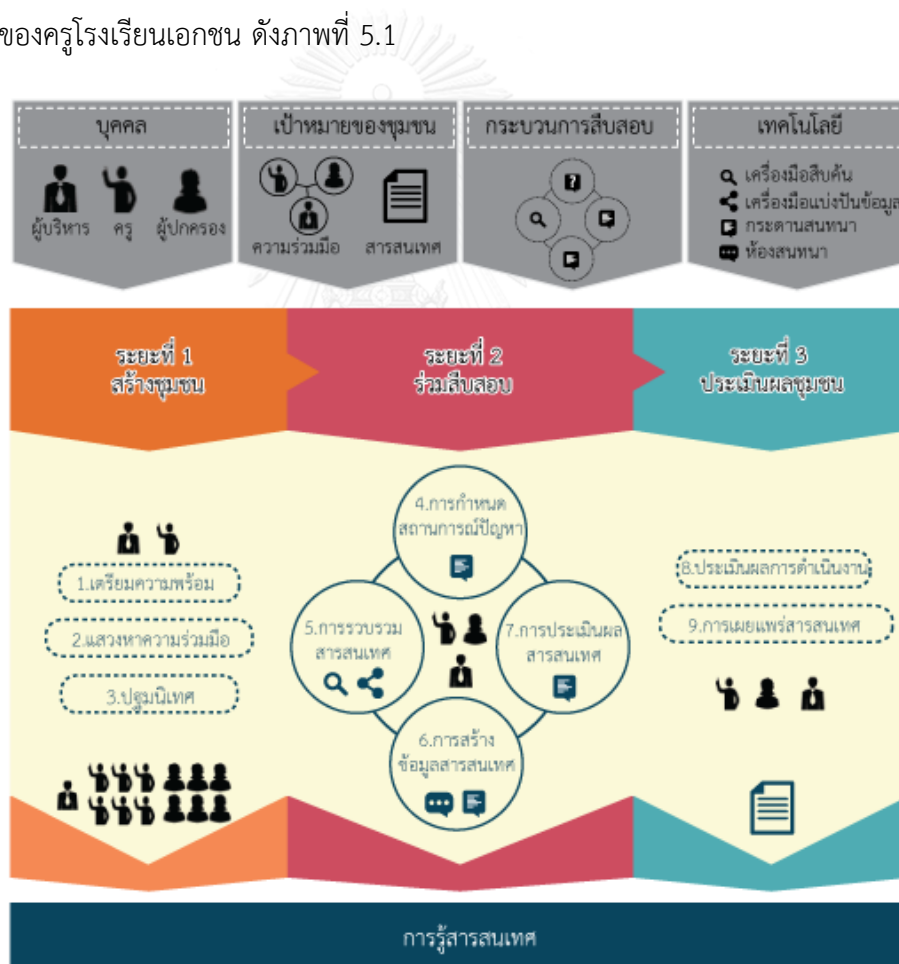 ของครูโรงเรียนเอกชน ดังภาพที่ 5.1
บุคคล
ผู้บริหาร ครู ผู้ปกครอง
เป้าหมายของชุมชน
ความร่วมมือ สารสนเทศ
กระบวนการสืบสอบ
เทคโนโลยี
เครื่องมือสืบค้น
เครื่องมือแบ่งปันข้อมูล
กระดานสนทนา
ห้องสนทนา
ระยะที่ 1
สร้างชุมชน
ระยะที่ 2
ร่วมสืบสอบ
ระยะที่ 3
ประเมินผลชุมชน
1.เตรียมความพร้อม
2.แสวงหาความร่วมมือ
3.ปฐมนิเทศ
4.การกำหนด
สถานการณ์ปัญหา
5.การรวบรวม
สารสนเทศ
6.การสร้าง
ข้อมูลสารสนเทศ
7.การประเมินผล
สารสนเทศ
8.ประเมินผลการดำเนินงาน
9.การเผยแพร่สารสนเทศ
การรู้สารสนเทศ